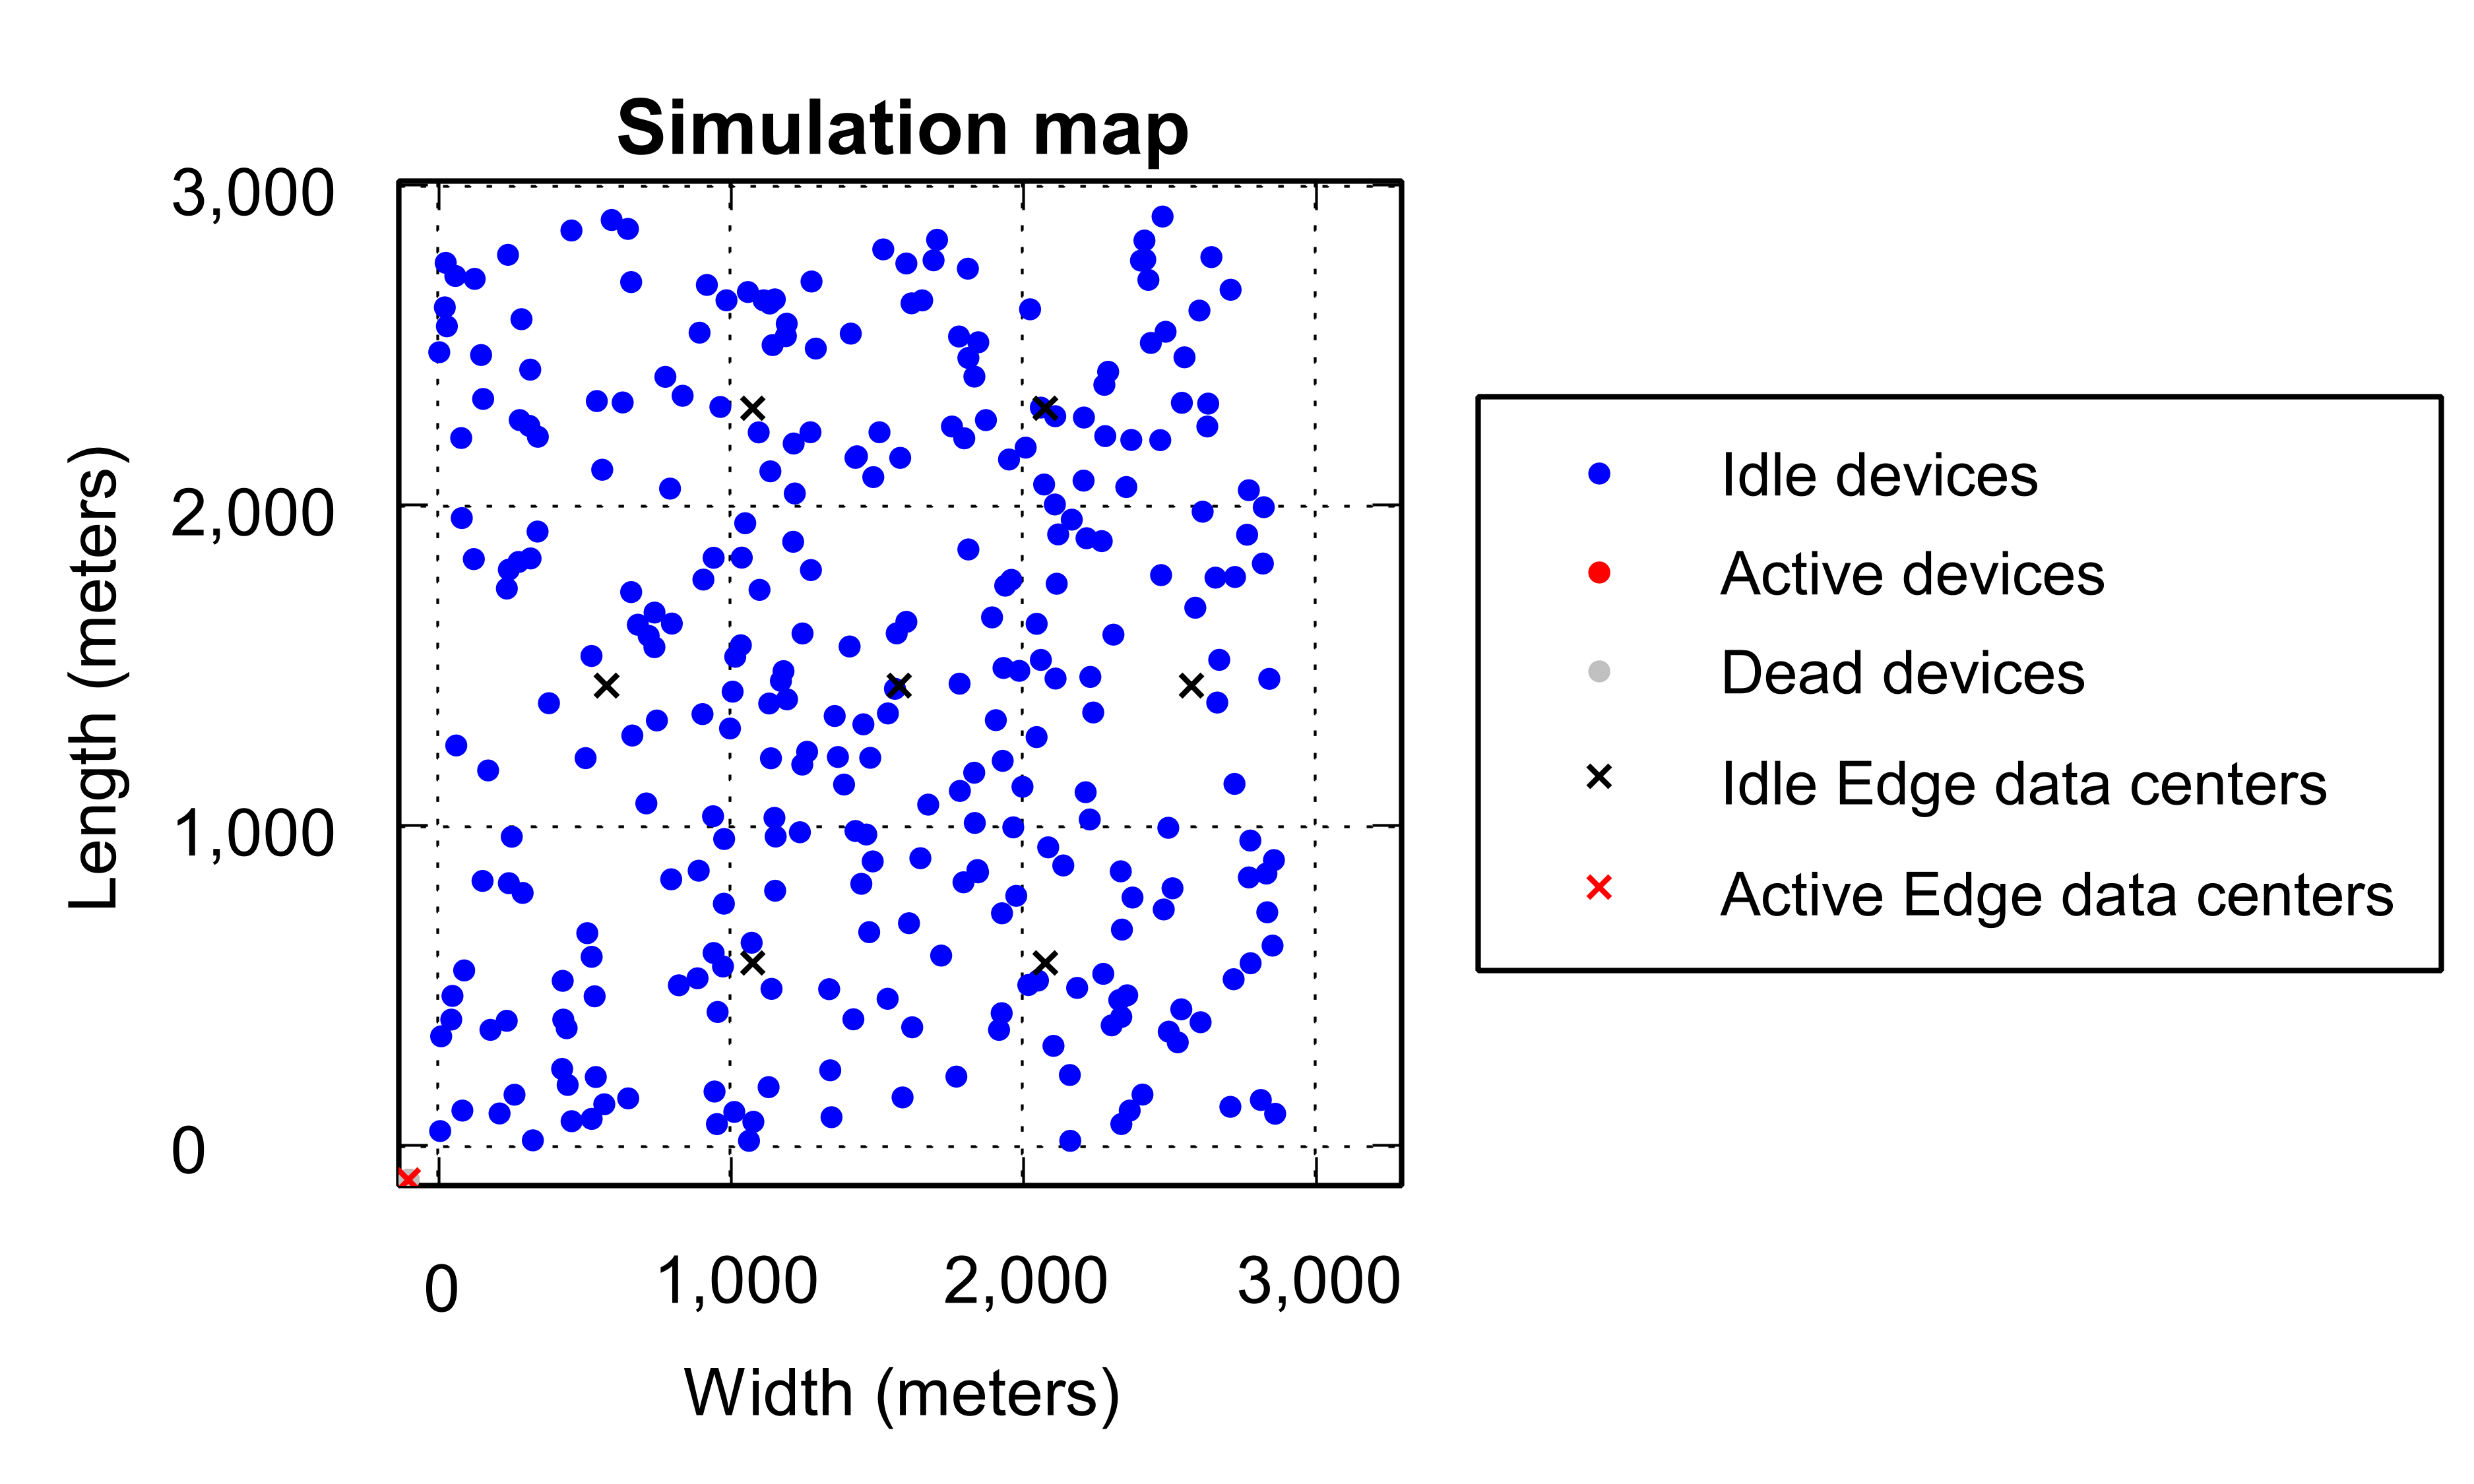 Simulation map
3,000
2,000
1,000
0
Length (meters)
0
1,000
2,000
3,000
Width (meters)
Idle devices
Active devices
Dead devices
Idle Edge data centers
Active Edge data centers